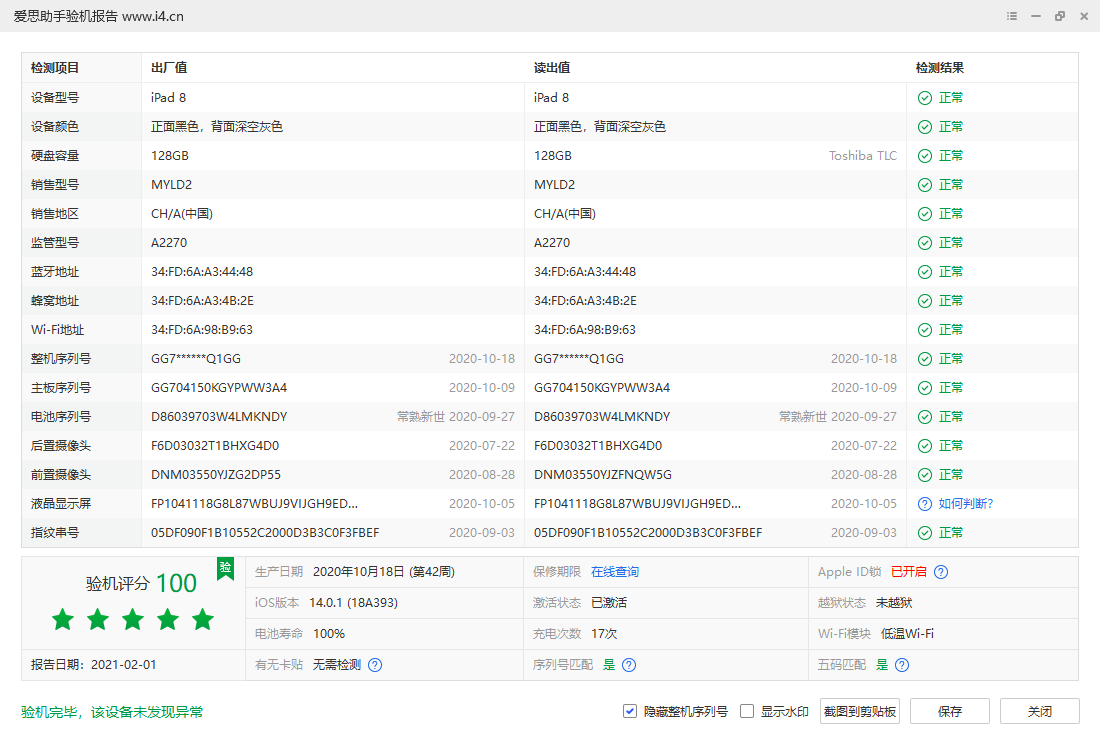 爱思助手验机报告 www.i4.cn
检测项目 出厂值 读出值 检测结果
设备型号 iPad 8 iPad 8 正常
设备颜色 正面黑色，背面深空灰色 正面黑色，背面深空灰色 正常
硬盘容量 128GB 128GB Toshiba TLC 正常
销售型号 MYLD2 MYLD2 正常
销售地区 CH/A(中国) CH/A(中国) 正常
监管型号 A2270 A2270 正常
蓝牙地址 34:FD:6A:A3:44:48 34:FD:6A:A3:44:48 正常
蜂窝地址 34:FD:6A:A3:4B:2E 34:FD:6A:A3:4B:2E 正常
Wi-Fi地址 34:FD:6A:98:B9:63 34:FD:6A:98:B9:63 正常
整机序列号 GG7******Q1GG 2020-10-18 GG7******Q1GG 2020-10-18 正常
主板序列号 GG704150KGYPWW3A4 2020-10-09 GG704150KGYPWW3A4 2020-10-09 正常
电池序列号 D86039703W4LMKNDY 常熟新世 2020-09-27 D86039703W4LMKNDY 常熟新世 2020-09-27 正常
后置摄像头 F6D03032T1BHXG4D0 2020-07-22 F6D03032T1BHXG4D0 2020-07-22 正常
前置摄像头 DNM03550YJZG2DP55 2020-08-28 DNM03550YJZFNQW5G 2020-08-28 正常
液晶显示屏 FP1041118G8L87WBUJ9VIJGH9ED... 2020-10-05 FP1041118G8L87WBUJ9VIJGH9ED... 2020-10-05 如何判断?
指纹串号 05DF090F1B10552C2000D3B3C0F3FBEF 2020-09-03 05DF090F1B10552C2000D3B3C0F3FBEF 2020-09-03 正常
验机评分 100 验
生产日期 2020年10月18日 (第42周) 保修期限 在线查询 Apple ID锁 已开启
iOS版本 14.0.1 (18A393) 激活状态 已激活 越狱状态 未越狱
电池寿命 100% 充电次数 17次 Wi-Fi模块 低温Wi-Fi
报告日期：2021-02-01 有无卡贴 无需检测 序列号匹配 是 五码匹配 是
验机完毕，该设备未发现异常 隐藏整机序列号 显示水印 截图到剪贴板 保存 关闭